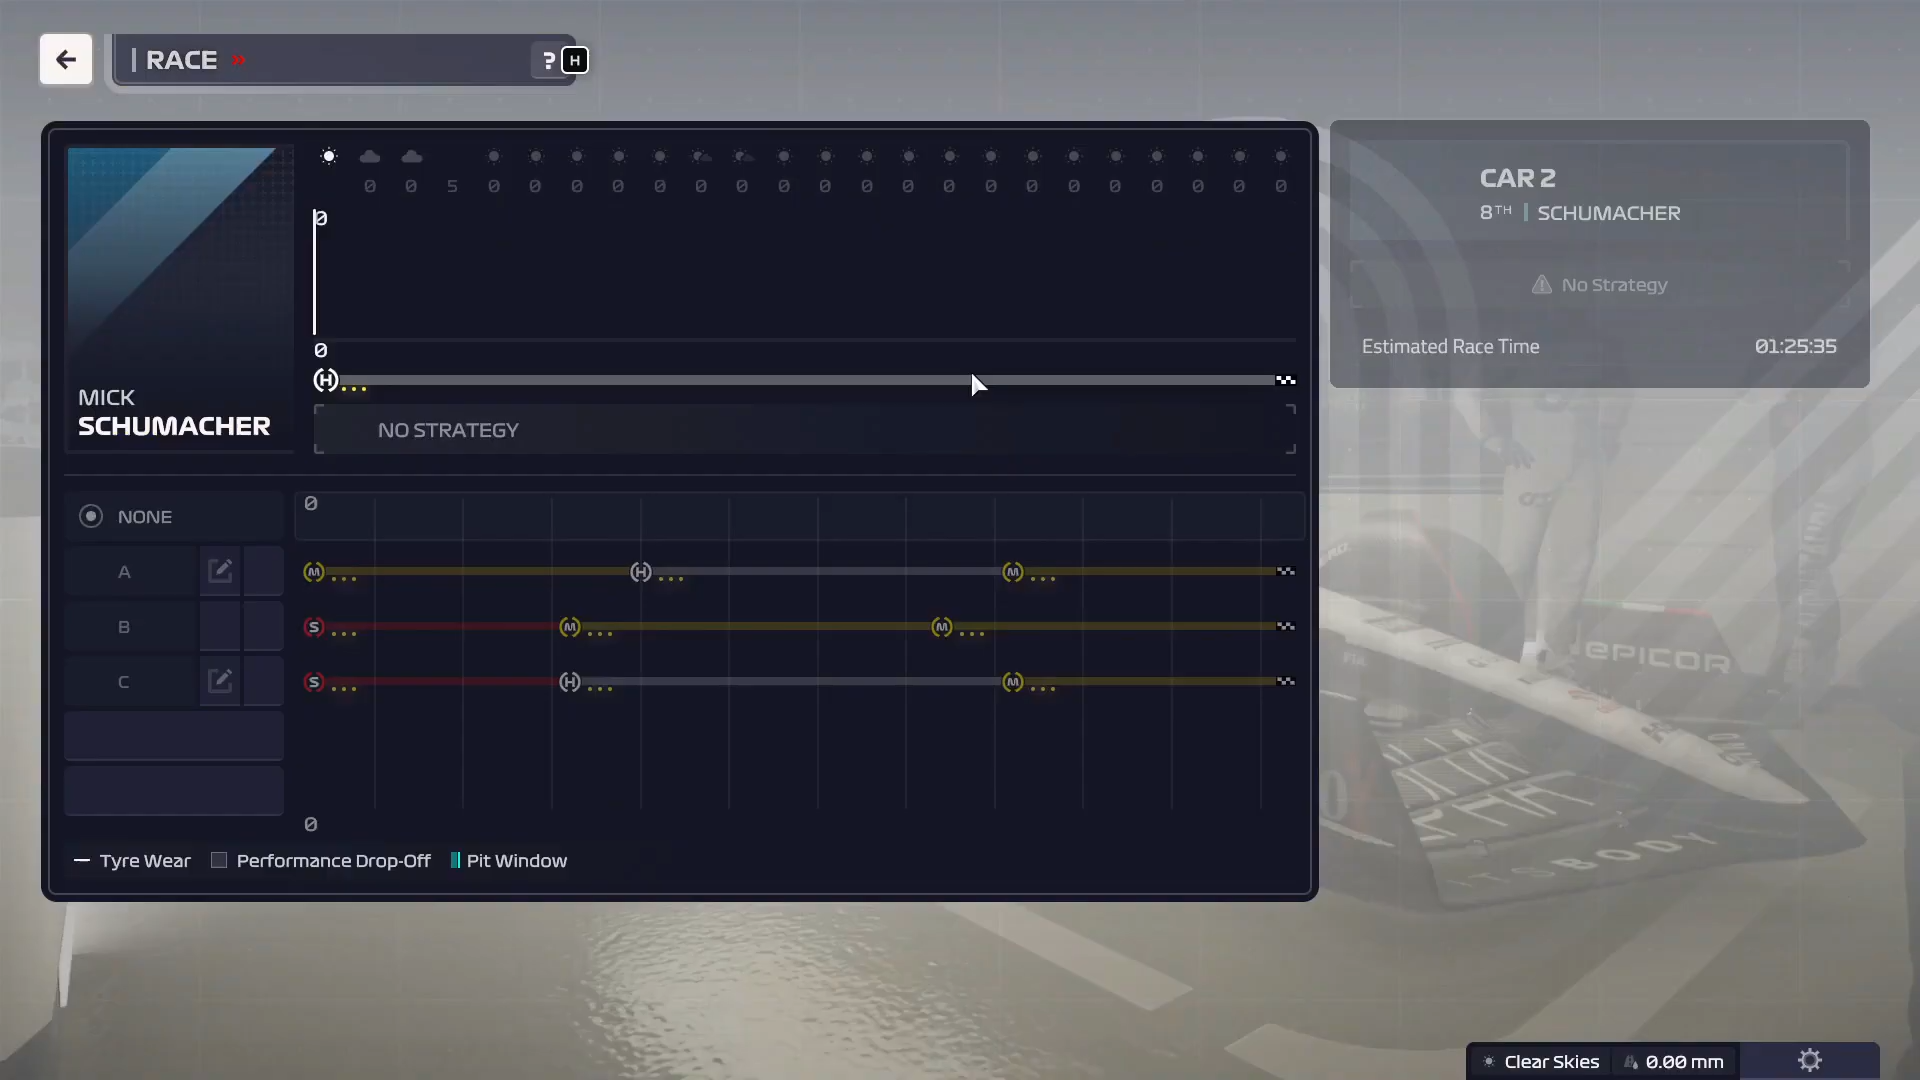 RACE »
? H
0 0 5 0 0 0 0 0 0 0 0 0 0 0 0 0 0 0 0 0 0 0 0
0
0
H
NO STRATEGY
MICK
SCHUMACHER
CAR 2
8TH | SCHUMACHER
No Strategy
Estimated Race Time 01:25:35
NONE
0
A M H M
B S M M
C S H M
0
Tyre Wear Performance Drop-Off Pit Window
EPICOR
BODY
Clear Skies 0.00 mm